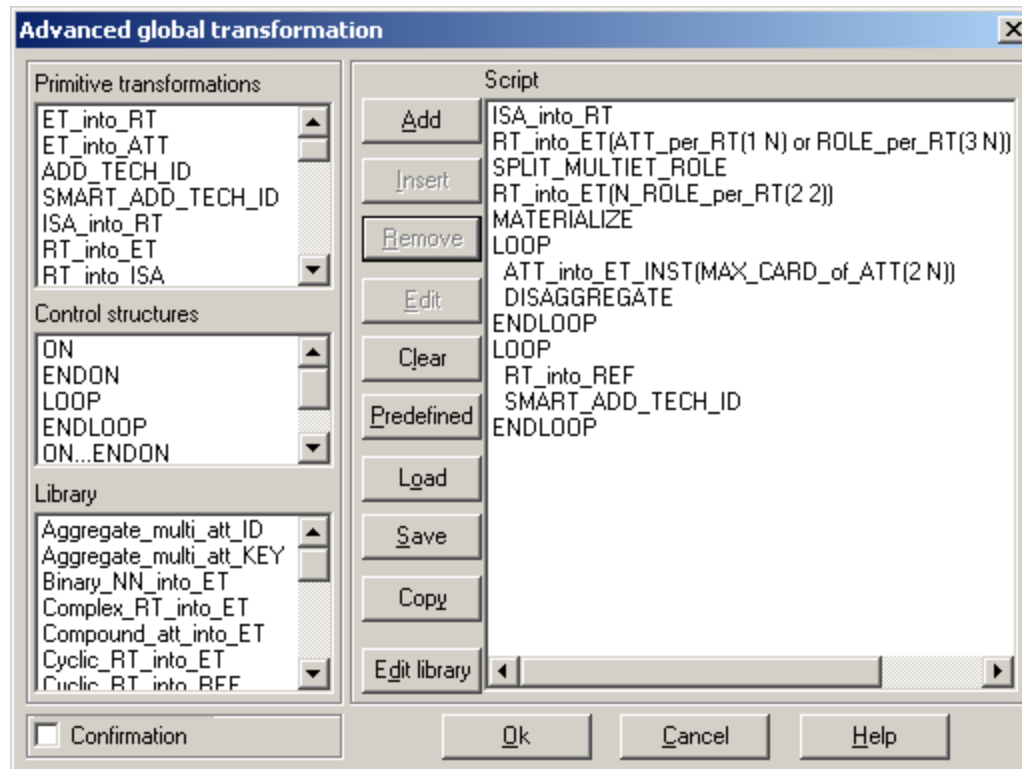 Advanced global transformation
Primitive transformations
ET_into_RT
ET_into_ATT
ADD_TECH_ID
SMART_ADD_TECH_ID
ISA_into_RT
RT_into_ET
RT_into_ISA
Control structures
ON
ENDON
LOOP
ENDLOOP
ON...ENDON
Library
Aggregate_multi_att_ID
Aggregate_multi_att_KEY
Binary_NN_into_ET
Complex_RT_into_ET
Compound_att_into_ET
Cyclic_RT_into_ET
Cyclic_RT_into_REF
Confirmation
Add
Insert
Remove
Edit
Clear
Predefined
Load
Save
Copy
Edit library
Script
ISA_into_RT
RT_into_ET(ATT_per_RT(1 N) or ROLE_per_RT(3 N))
SPLIT_MULTIET_ROLE
RT_into_ET(N_ROLE_per_RT(2 2))
MATERIALIZE
LOOP
ATT_into_ET_INST(MAX_CARD_of_ATT(2 N))
DISAGGREGATE
ENDLOOP
LOOP
RT_into_REF
SMART_ADD_TECH_ID
ENDLOOP
Ok
Cancel
Help